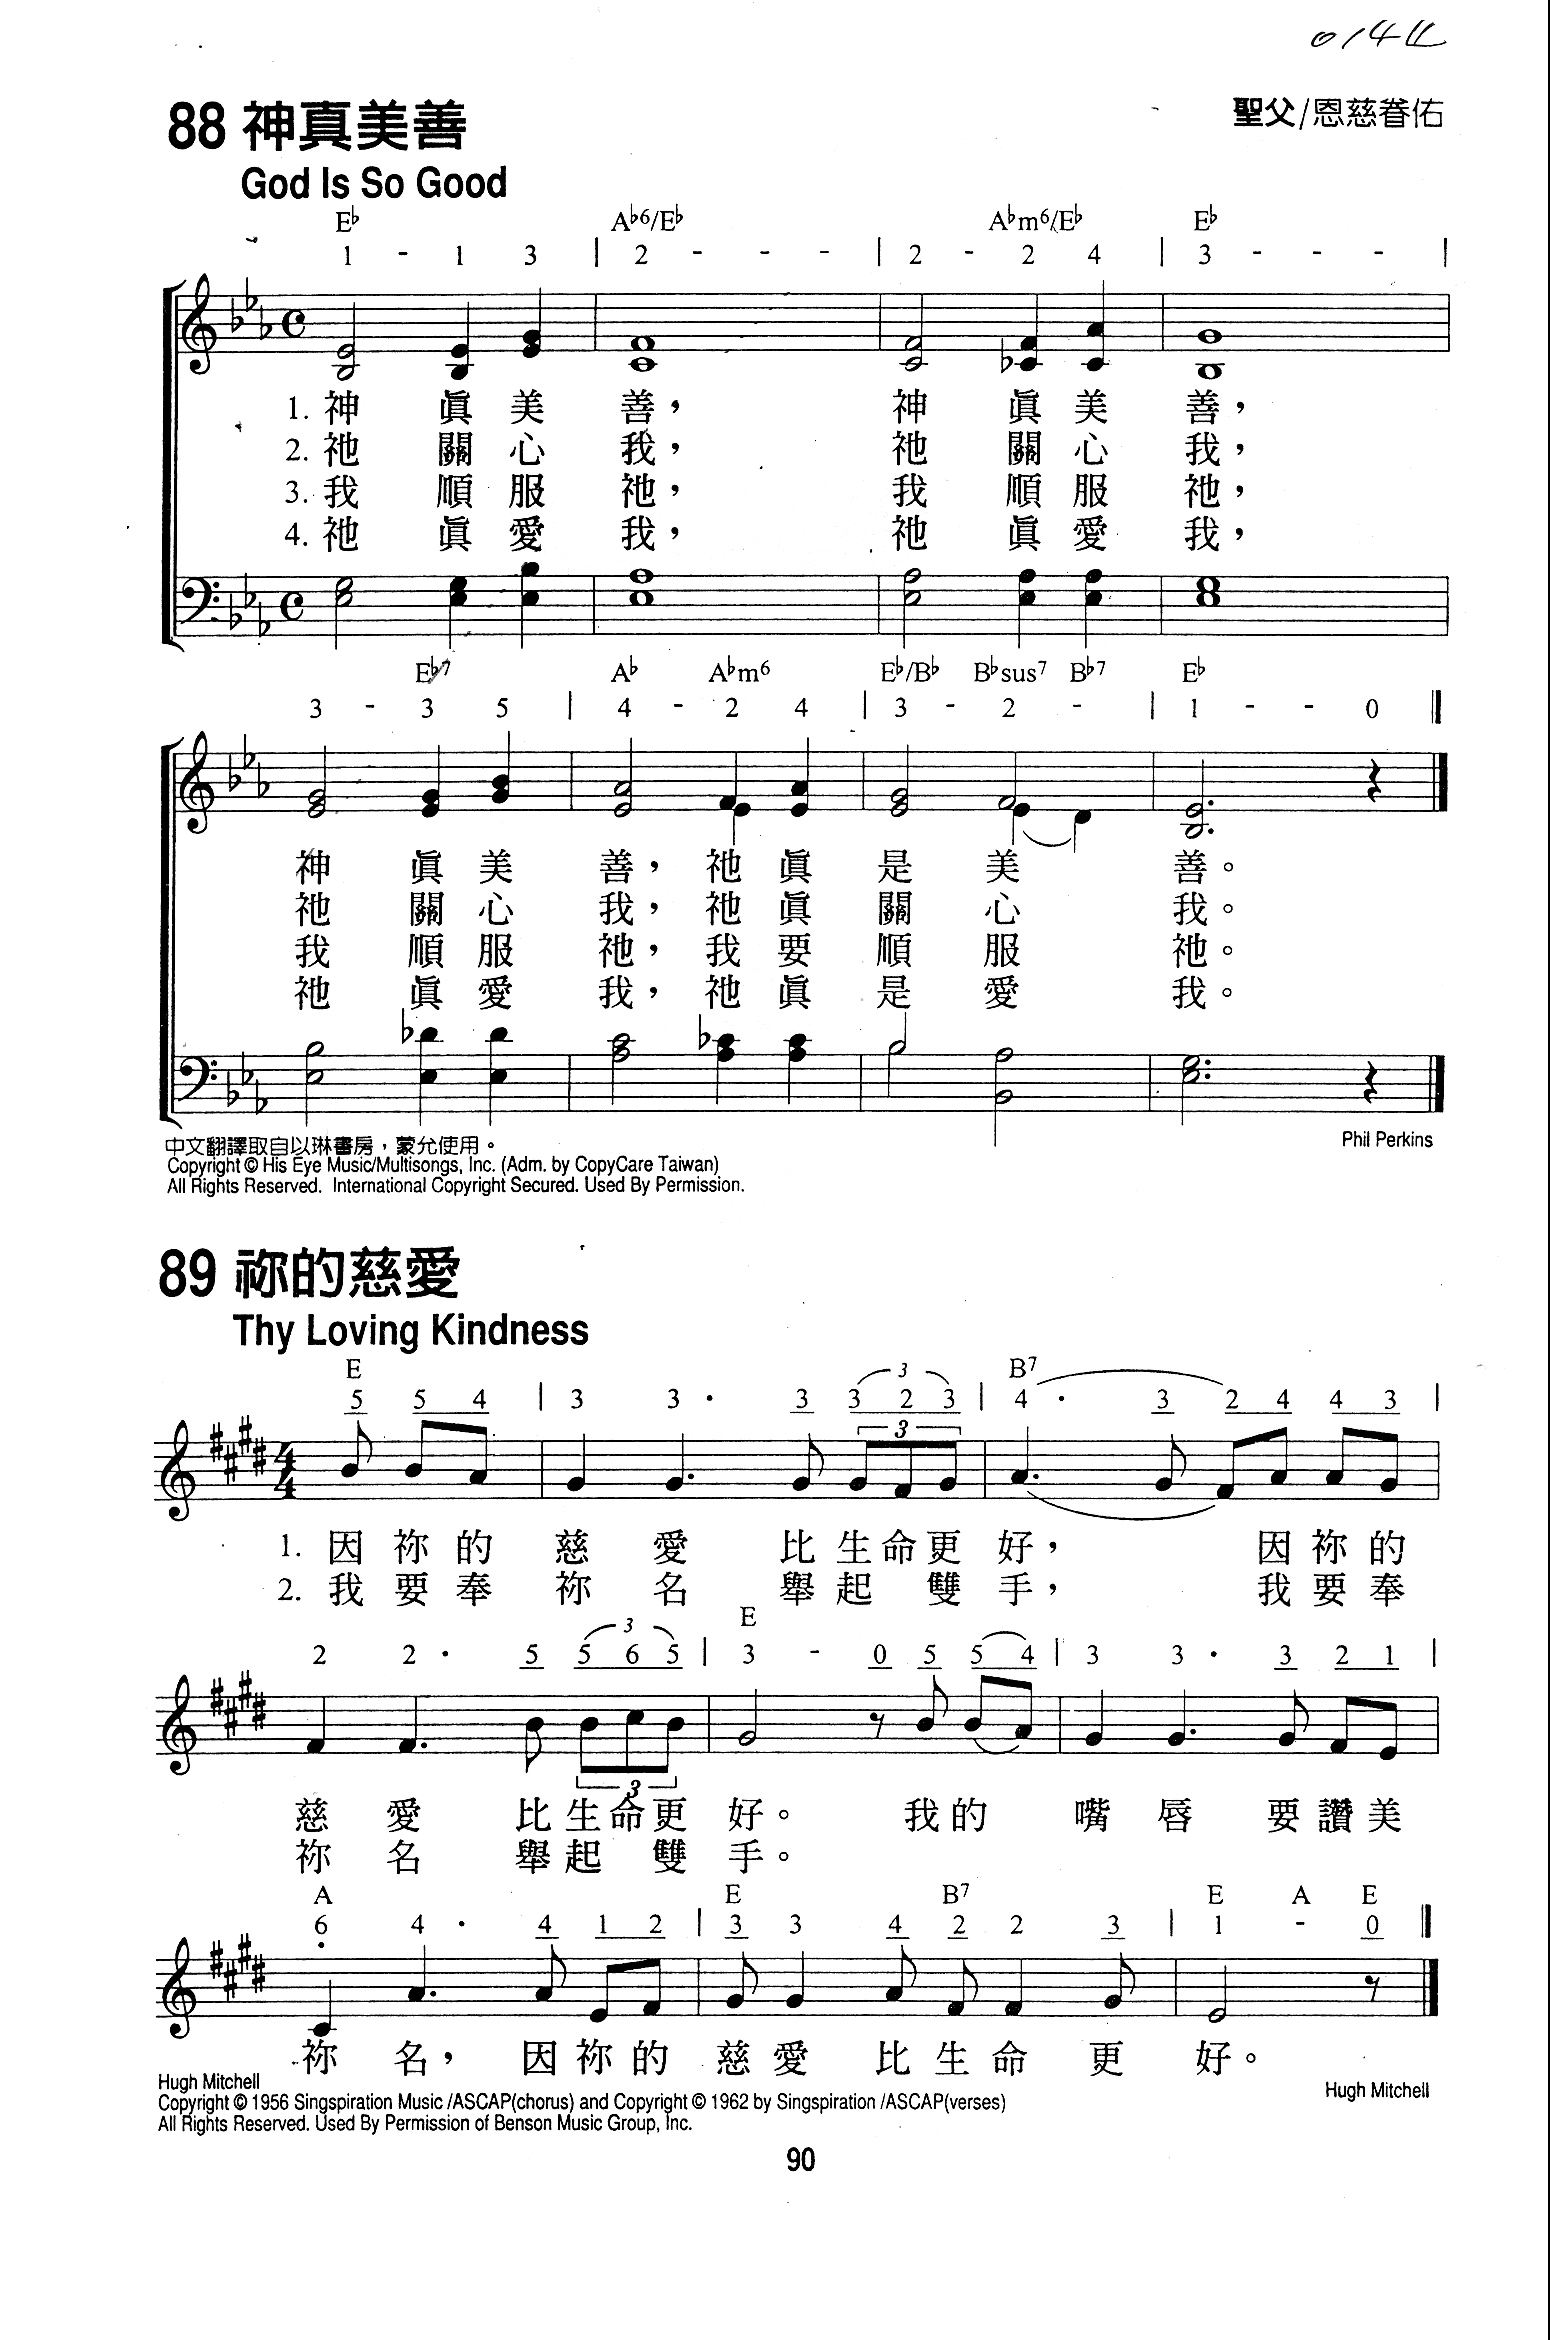 014
88 神真美善
聖父/恩慈眷佑
God Is So Good
E♭ A♭6/E♭ A♭m6/E♭ E♭
1 - 1 3 | 2 - - - | 2 - 2 4 | 3 - - - |
1. 神 眞 美 善， 神 眞 美 善，
2. 祂 關 心 我， 祂 關 心 我，
3. 我 順 服 祂， 我 順 服 祂，
4. 祂 眞 愛 我， 祂 眞 愛 我，
E♭7 A♭ A♭m6 E♭/B♭ B♭sus7 B♭7 E♭
3 - 3 5 | 4 - 2 4 | 3 - 2 - | 1 - - 0 ||
神 眞 美 善， 祂 眞 是 美 善。
祂 關 心 我， 祂 眞 關 心 我。
我 順 服 祂， 我 要 順 服 祂。
祂 眞 愛 我， 祂 眞 是 愛 我。
中文翻譯取自以琳書房，蒙允使用。
Phil Perkins
Copyright © His Eye Music/Multisongs, Inc. (Adm. by CopyCare Taiwan)
All Rights Reserved. International Copyright Secured. Used By Permission.
89 祢的慈愛
Thy Loving Kindness
E B7
3
5 5 4 | 3 3 · 3 3 2 3 | 4 · 3 2 4 4 3 |
3
4
4
1. 因 祢 的 慈 愛 比 生 命 更 好， 因 祢 的
2. 我 要 奉 祢 名 舉 起 雙 手， 我 要 奉
E
3
2 2 · 5 5 6 5 | 3 - 0 5 5 4 | 3 3 · 3 2 1 |
3
慈 愛 比 生 命 更 好。 我 的 嘴 唇 要 讚 美
祢 名 舉 起 雙 手。
A E B7 E A E
6 4 · 4 1 2 | 3 3 4 2 2 3 | 1 - 0 ||
祢 名， 因 祢 的 慈 愛 比 生 命 更 好。
Hugh Mitchell
Hugh Mitchell
Copyright © 1956 Singspiration Music /ASCAP(chorus) and Copyright © 1962 by Singspiration /ASCAP(verses)
All Rights Reserved. Used By Permission of Benson Music Group, Inc.
90